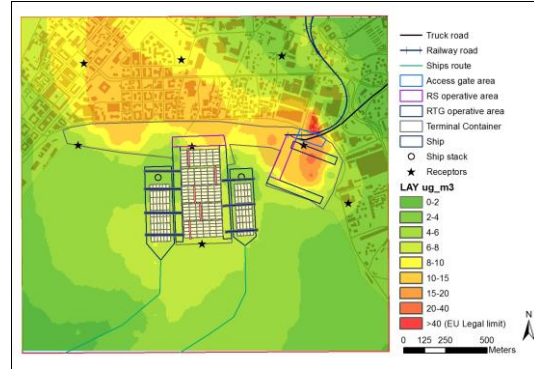 Truck road
Railway road
Ships route
Access gate area
RS operative area
RTG operative area
Terminal Container
Ship
Ship stack
Receptors
LAY ug_m3
0-2
2-4
4-6
6-8
8-10
10-15
15-20
20-40
>40 (EU Legal limit)
N
0 125 250 500
Meters